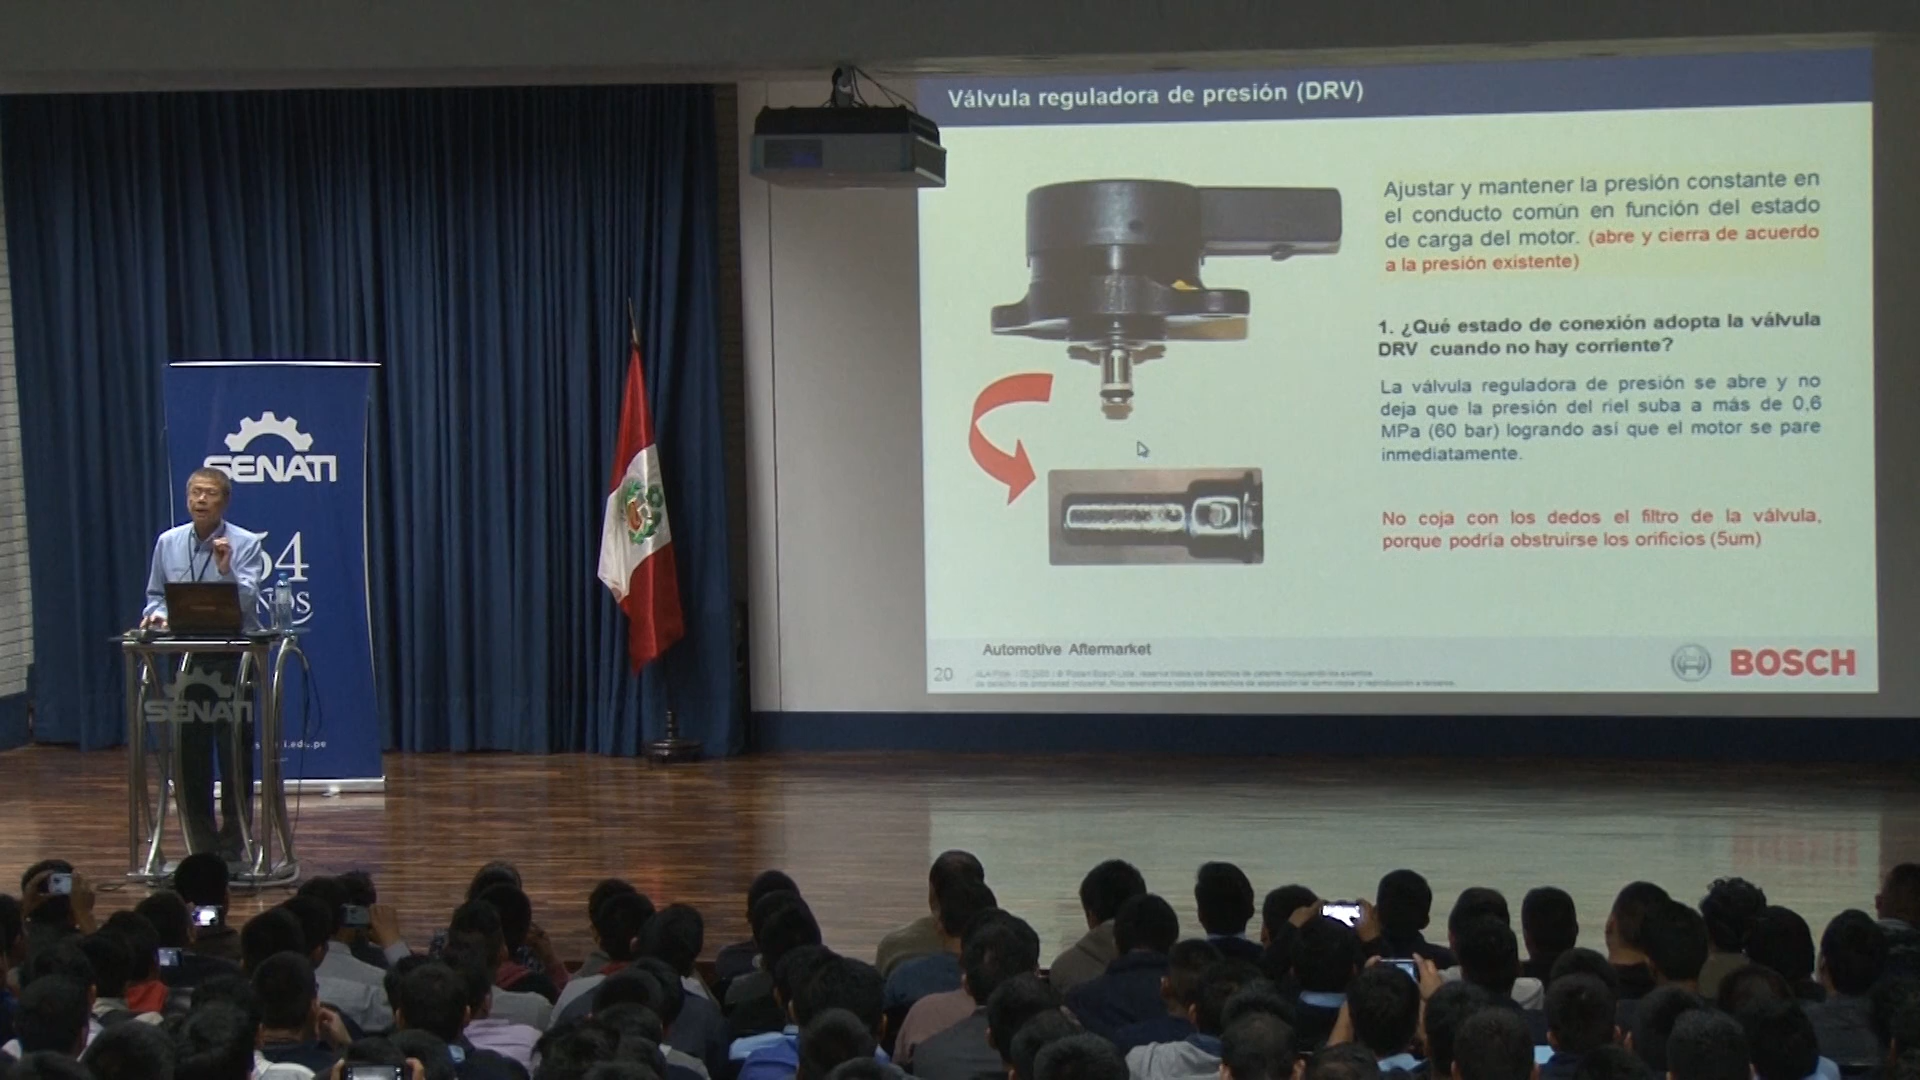 Válvula reguladora de presión (DRV)
Ajustar y mantener la presión constante en
el conducto común en función del estado
de carga del motor. (abre y cierra de acuerdo
a la presión existente)
1. ¿Qué estado de conexión adopta la válvula
DRV cuando no hay corriente?
La válvula reguladora de presión se abre y no
deja que la presión del riel suba a más de 0,6
MPa (60 bar) logrando así que el motor se pare
inmediatamente.
No coja con los dedos el filtro de la válvula,
porque podría obstruirse los orificios (5um)
Automotive Aftermarket
20
BOSCH
SENATI
54
SENATI